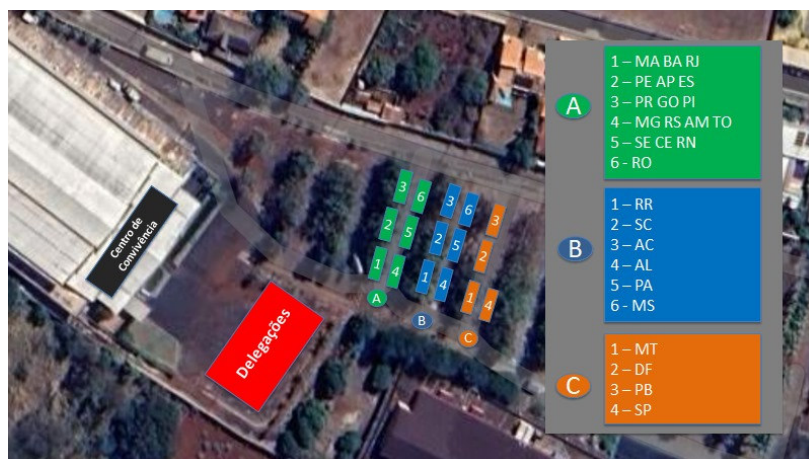 Centro de
Convivência
Delegações
3 6
2 5
1 4
A
3 6
2 5
1 4
B
3
2
1 4
C
A
1 – MA BA RJ
2 – PE AP ES
3 – PR GO PI
4 – MG RS AM TO
5 – SE CE RN
6 - RO
B
1 – RR
2 – SC
3 – AC
4 – AL
5 – PA
6 – MS
C
1 – MT
2 – DF
3 – PB
4 – SP